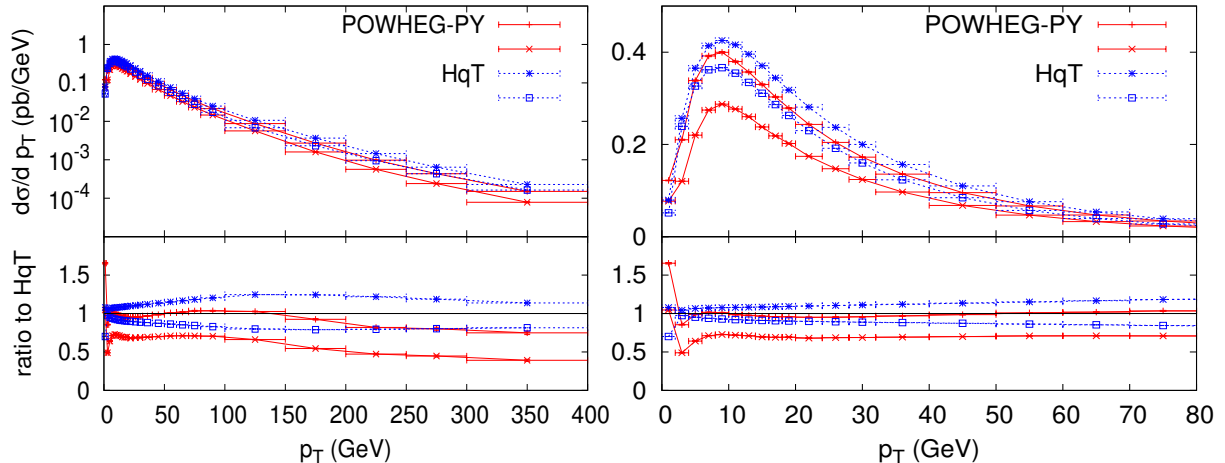 dσ/d p_T (pb/GeV)
1
0.1
10^-2
10^-3
10^-4
POWHEG-PY
HqT
ratio to HqT
1.5
1
0.5
0
0 50 100 150 200 250 300 350 400
p_T (GeV)
0.4
0.2
0
POWHEG-PY
HqT
1.5
1
0.5
0
0 10 20 30 40 50 60 70 80
p_T (GeV)